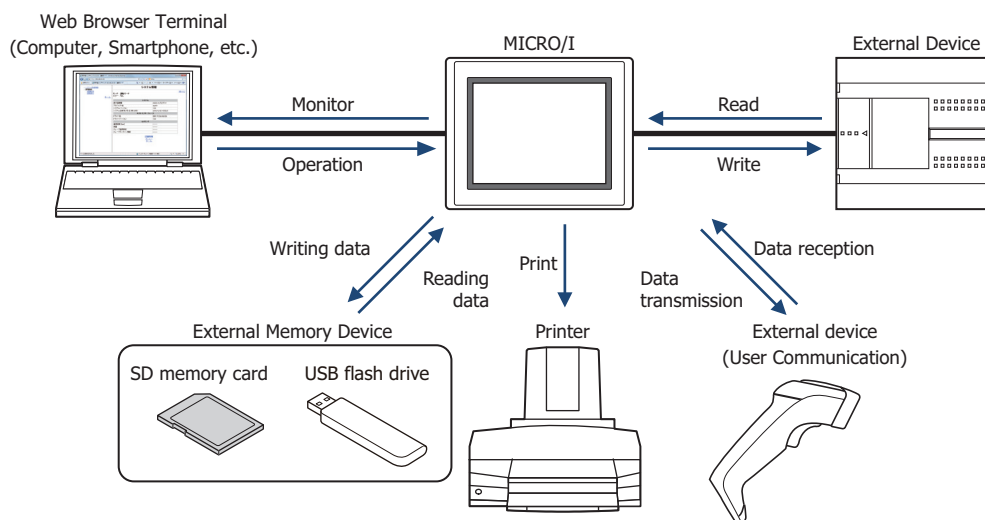 Web Browser Terminal
(Computer, Smartphone, etc.)
MICRO/I
External Device
Monitor
Operation
Read
Write
Writing data
Reading
data
Print
Data
transmission
Data reception
External Memory Device
SD memory card
USB flash drive
Printer
External device
(User Communication)